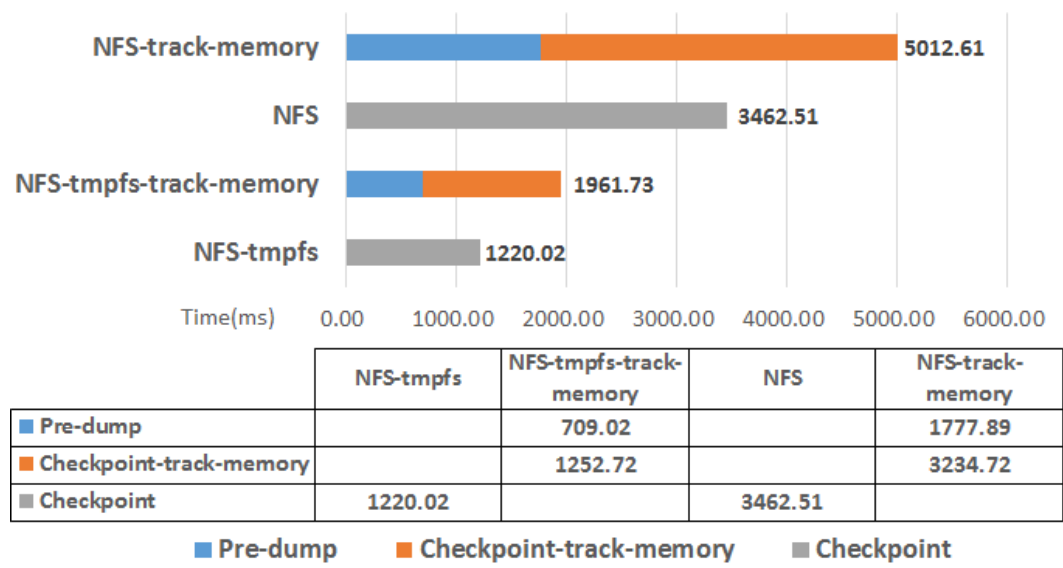 NFS-track-memory 5012.61
NFS 3462.51
NFS-tmpfs-track-memory 1961.73
NFS-tmpfs 1220.02
Time(ms) 0.00 1000.00 2000.00 3000.00 4000.00 5000.00 6000.00
NFS-tmpfs NFS-tmpfs-track-memory NFS NFS-track-memory
Pre-dump 709.02 1777.89
Checkpoint-track-memory 1252.72 3234.72
Checkpoint 1220.02 3462.51
Pre-dump Checkpoint-track-memory Checkpoint